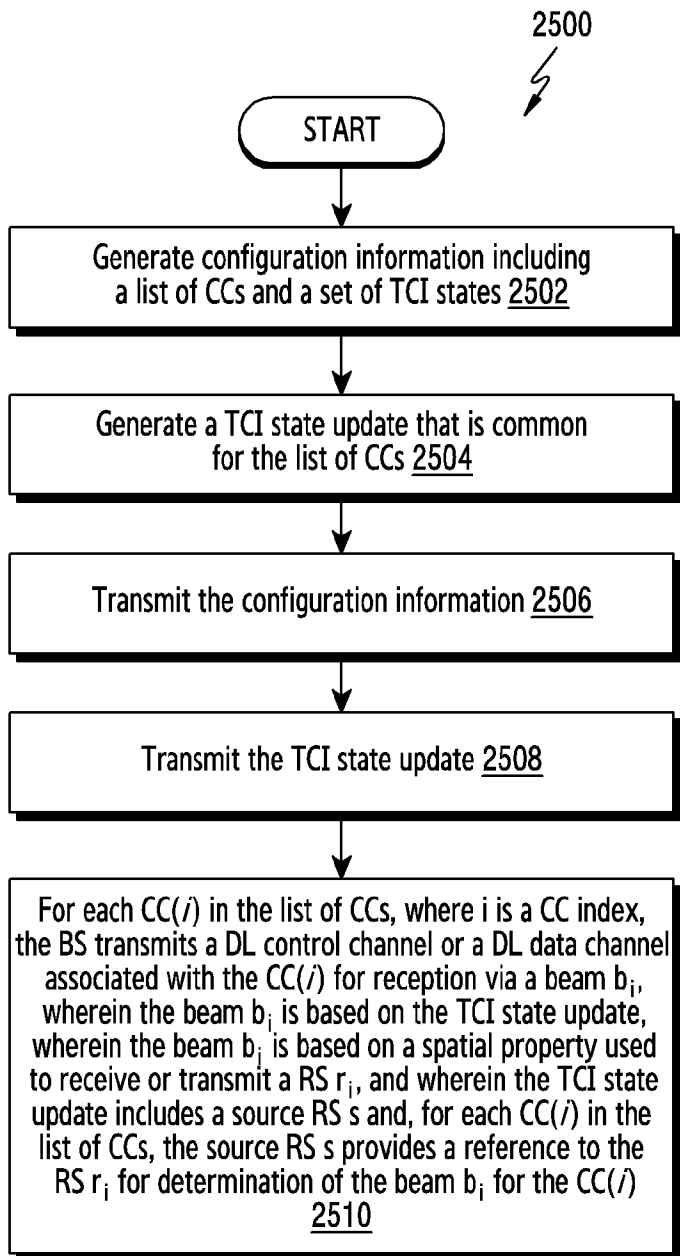 2500
START
Generate configuration information including
a list of CCs and a set of TCI states 2502
Generate a TCI state update that is common
for the list of CCs 2504
Transmit the configuration information 2506
Transmit the TCI state update 2508
For each CC(i) in the list of CCs, where i is a CC index,
the BS transmits a DL control channel or a DL data channel
associated with the CC(i) for reception via a beam bi,
wherein the beam bi is based on the TCI state update,
wherein the beam bi is based on a spatial property used
to receive or transmit a RS ri, and wherein the TCI state
update includes a source RS s and, for each CC(i) in the
list of CCs, the source RS s provides a reference to the
RS ri for determination of the beam bi for the CC(i)
2510